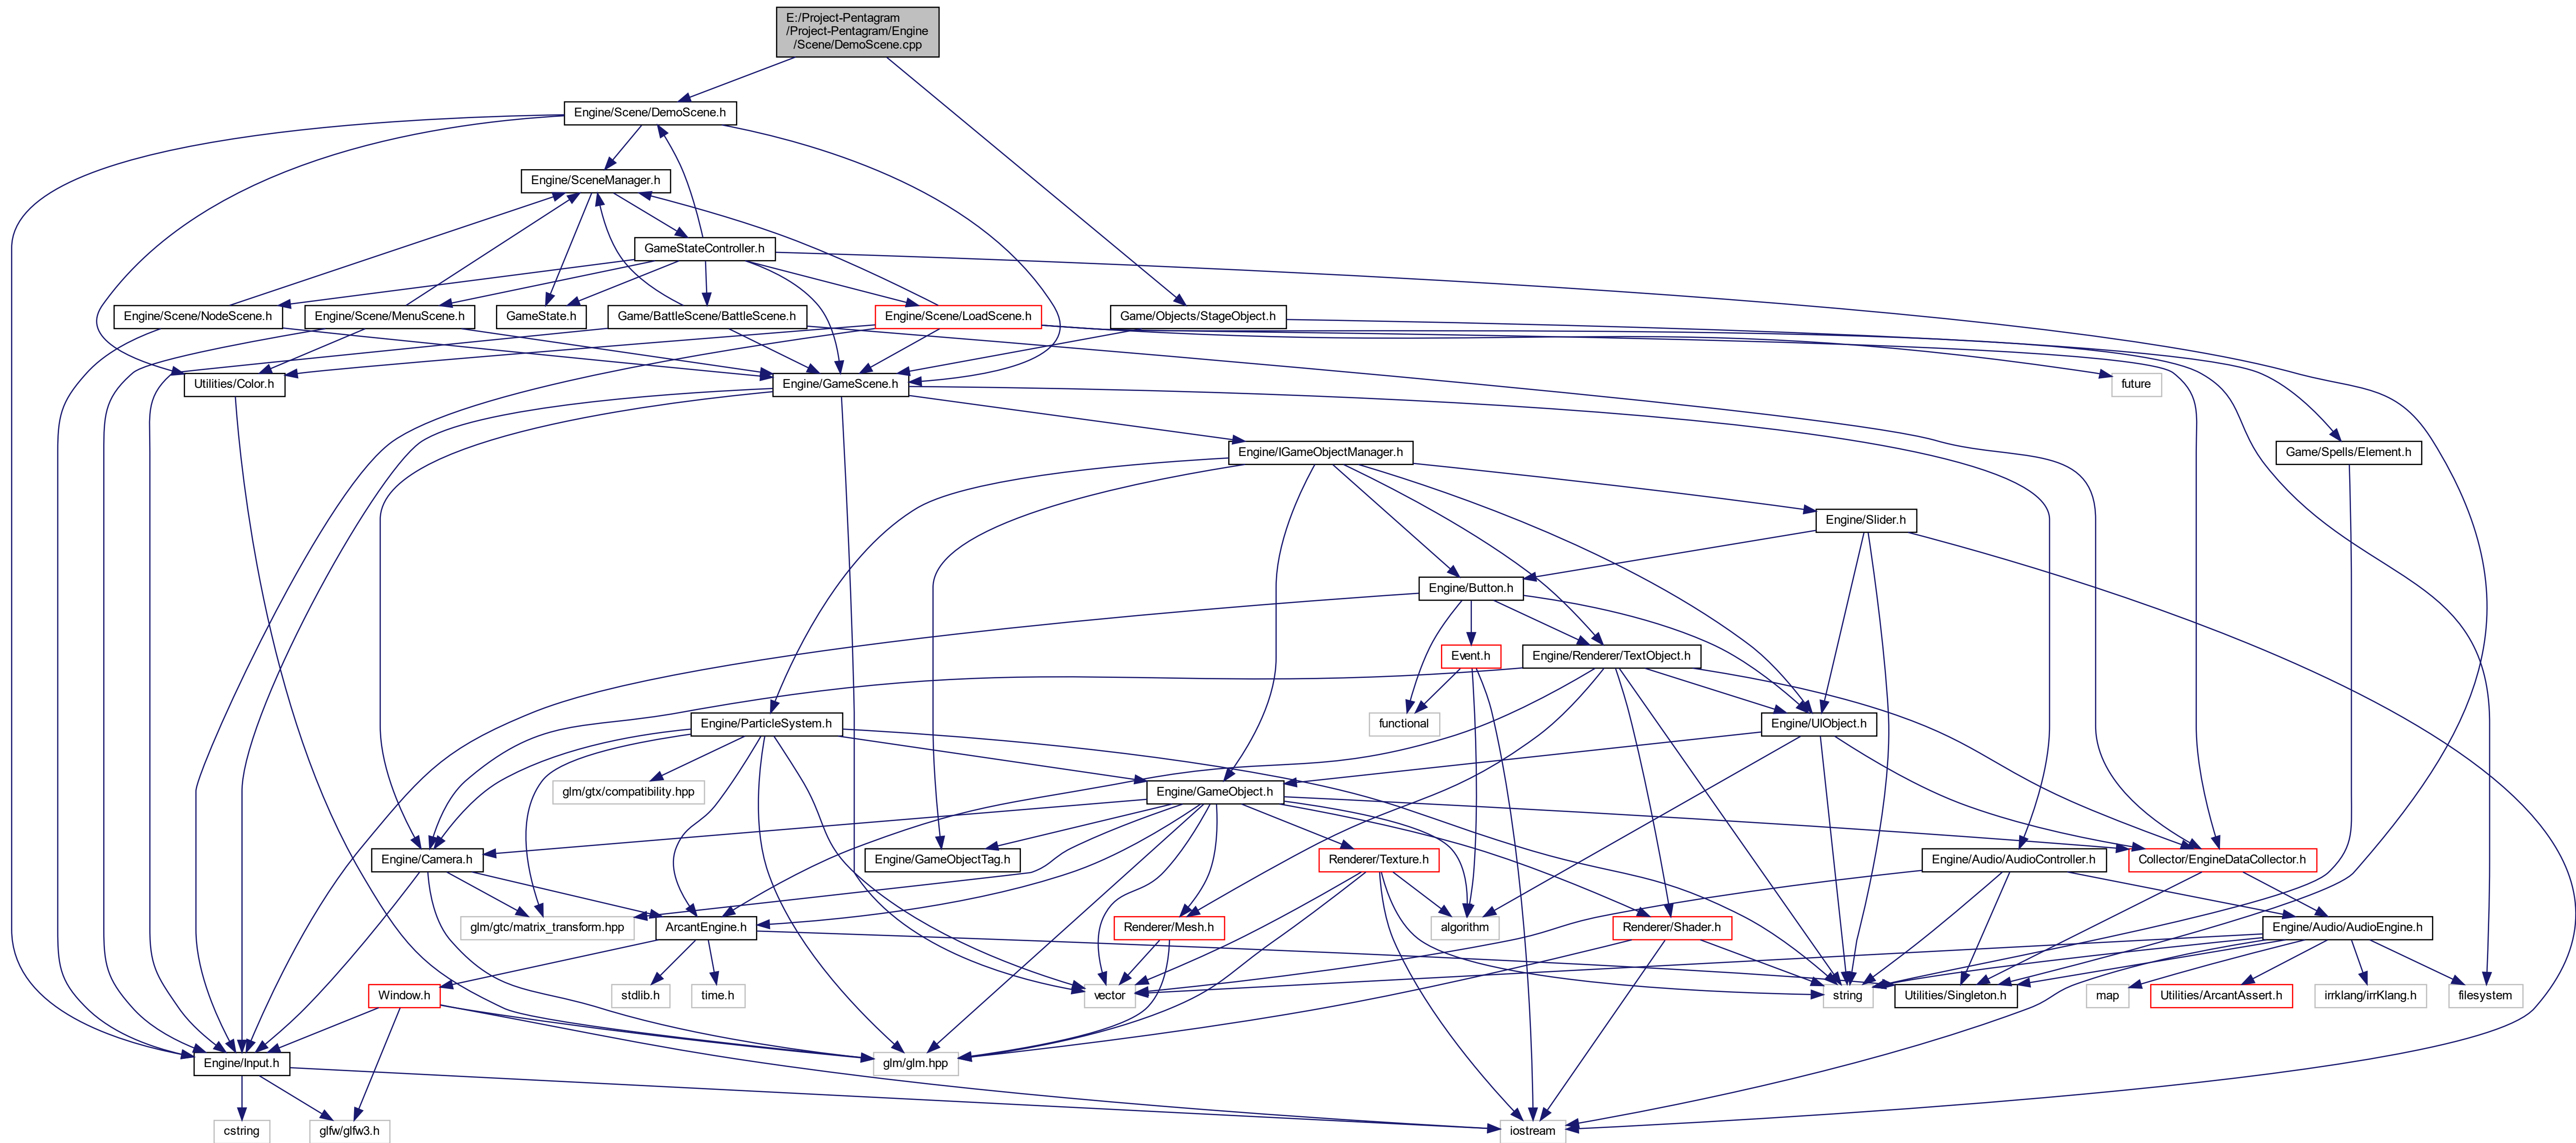 E:/Project-Pentagram
/Project-Pentagram/Engine
/Scene/DemoScene.cpp
Engine/Scene/DemoScene.h
Engine/SceneManager.h
GameStateController.h
Engine/Scene/NodeScene.h
Engine/Scene/MenuScene.h
GameState.h
Game/BattleScene/BattleScene.h
Engine/Scene/LoadScene.h
Game/Objects/StageObject.h
Utilities/Color.h
Engine/GameScene.h
future
Engine/IGameObjectManager.h
Game/Spells/Element.h
Engine/Slider.h
Engine/Button.h
Event.h
Engine/Renderer/TextObject.h
Engine/ParticleSystem.h
functional
Engine/UIObject.h
glm/gtx/compatibility.hpp
Engine/GameObject.h
Engine/Camera.h
Engine/GameObjectTag.h
Renderer/Texture.h
Engine/Audio/AudioController.h
Collector/EngineDataCollector.h
glm/gtc/matrix_transform.hpp
ArcantEngine.h
Renderer/Mesh.h
algorithm
Renderer/Shader.h
Engine/Audio/AudioEngine.h
Window.h
stdlib.h
time.h
vector
string
Utilities/Singleton.h
map
Utilities/ArcantAssert.h
irrklang/irrKlang.h
filesystem
Engine/Input.h
glm/glm.hpp
cstring
glfw/glfw3.h
iostream